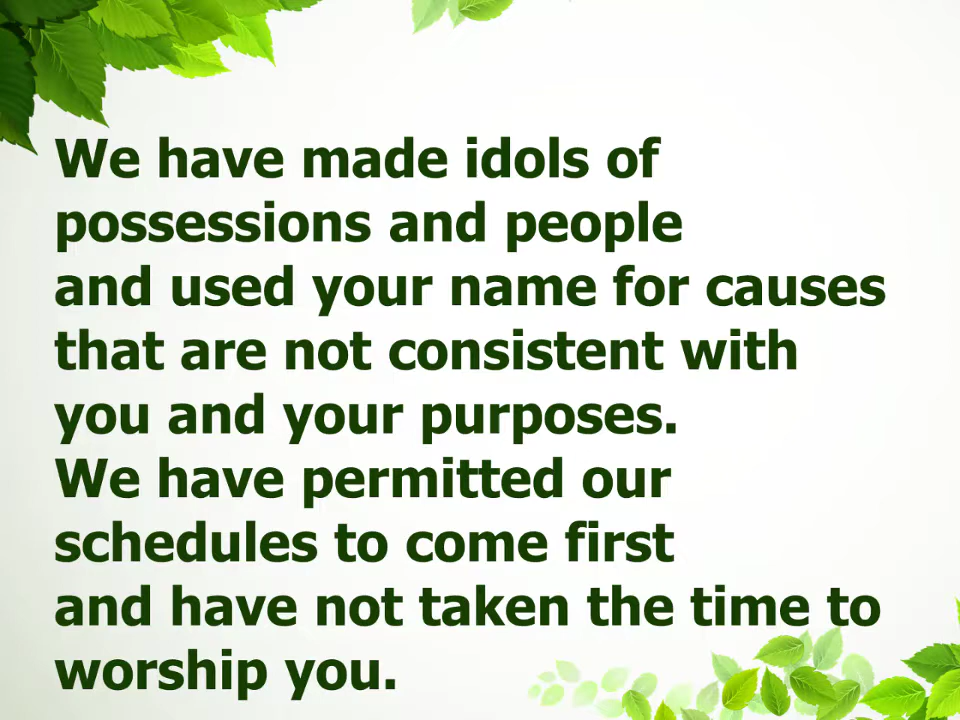 We have made idols of
possessions and people
and used your name for causes
that are not consistent with
you and your purposes.
We have permitted our
schedules to come first
and have not taken the time to
worship you.